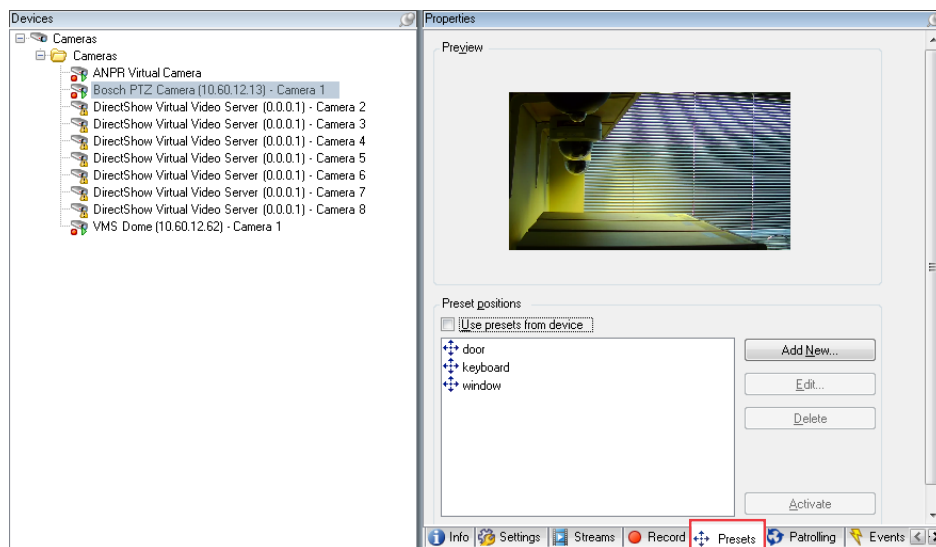 Devices
Cameras
Cameras
ANPR Virtual Camera
Bosch PTZ Camera (10.60.12.13) - Camera 1
DirectShow Virtual Video Server (0.0.0.1) - Camera 2
DirectShow Virtual Video Server (0.0.0.1) - Camera 3
DirectShow Virtual Video Server (0.0.0.1) - Camera 4
DirectShow Virtual Video Server (0.0.0.1) - Camera 5
DirectShow Virtual Video Server (0.0.0.1) - Camera 6
DirectShow Virtual Video Server (0.0.0.1) - Camera 7
DirectShow Virtual Video Server (0.0.0.1) - Camera 8
VMS Dome (10.60.12.62) - Camera 1
Properties
Preview
Preset positions
Use presets from device
door
keyboard
window
Add New...
Edit...
Delete
Activate
Info Settings Streams Record Presets Patrolling Events